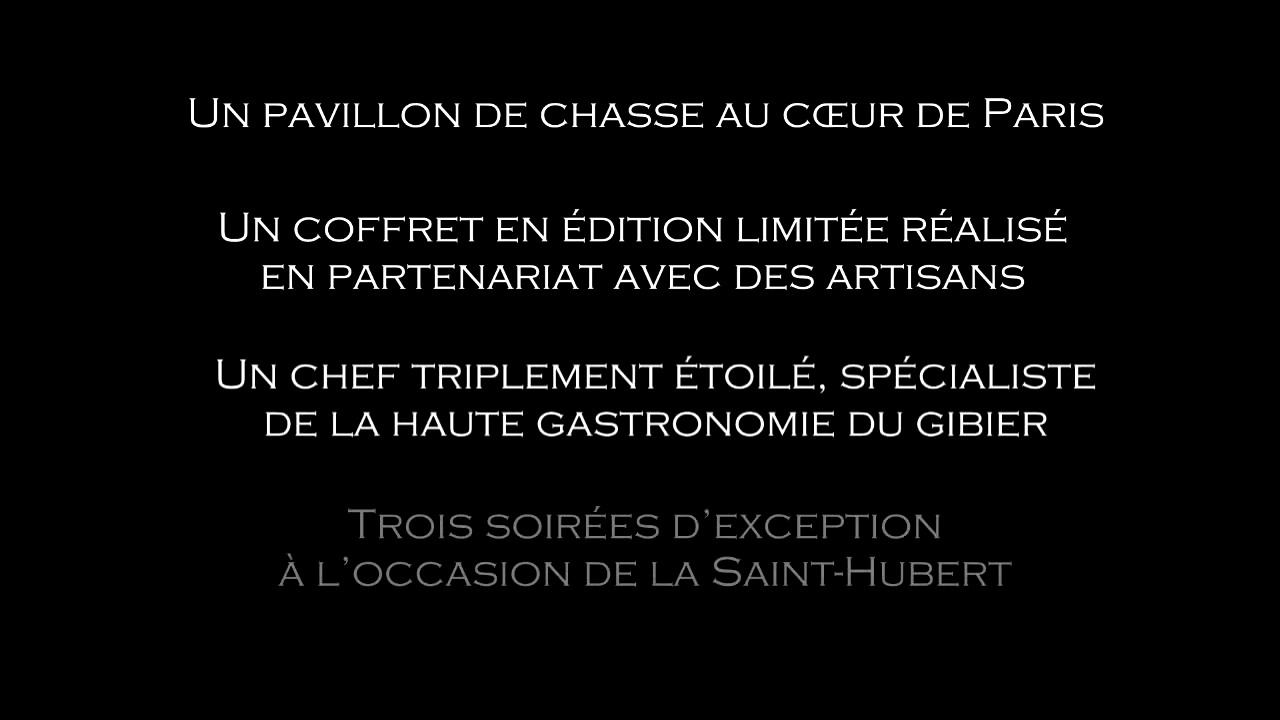 Un pavillon de chasse au cœur de Paris
Un coffret en édition limitée réalisé
en partenariat avec des artisans
Un chef triplement étoilé, spécialiste
de la haute gastronomie du gibier
Trois soirées d’exception
à l’occasion de la Saint-Hubert